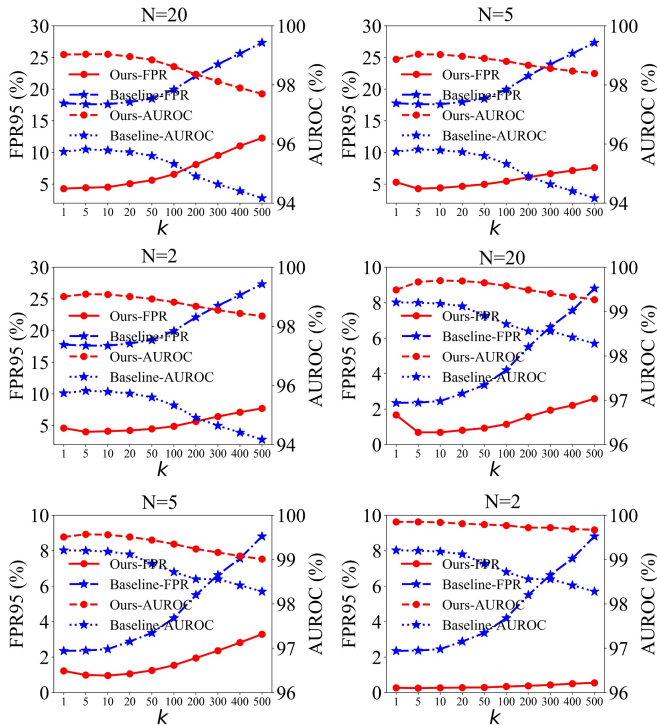 N=20
N=5
30
25
20
15
10
5
FPR95 (%)
Ours-FPR
Baseline-FPR
Ours-AUROC
Baseline-AUROC
100
98
96
94
AUROC (%)
1 5 10 20 50 100 200 300 400 500
k
30
25
20
15
10
5
FPR95 (%)
Ours-FPR
Baseline-FPR
Ours-AUROC
Baseline-AUROC
100
98
96
94
AUROC (%)
1 5 10 20 50 100 200 300 400 500
k
N=2
N=20
30
25
20
15
10
5
FPR95 (%)
Ours-FPR
Baseline-FPR
Ours-AUROC
Baseline-AUROC
100
98
96
94
AUROC (%)
1 5 10 20 50 100 200 300 400 500
k
10
8
6
4
2
0
FPR95 (%)
Ours-FPR
Baseline-FPR
Ours-AUROC
Baseline-AUROC
100
99
98
97
96
AUROC (%)
1 5 10 20 50 100 200 300 400 500
k
N=5
N=2
10
8
6
4
2
0
FPR95 (%)
Ours-FPR
Baseline-FPR
Ours-AUROC
Baseline-AUROC
100
99
98
97
96
AUROC (%)
1 5 10 20 50 100 200 300 400 500
k
10
8
6
4
2
0
FPR95 (%)
Ours-FPR
Baseline-FPR
Ours-AUROC
Baseline-AUROC
100
99
98
97
96
AUROC (%)
1 5 10 20 50 100 200 300 400 500
k